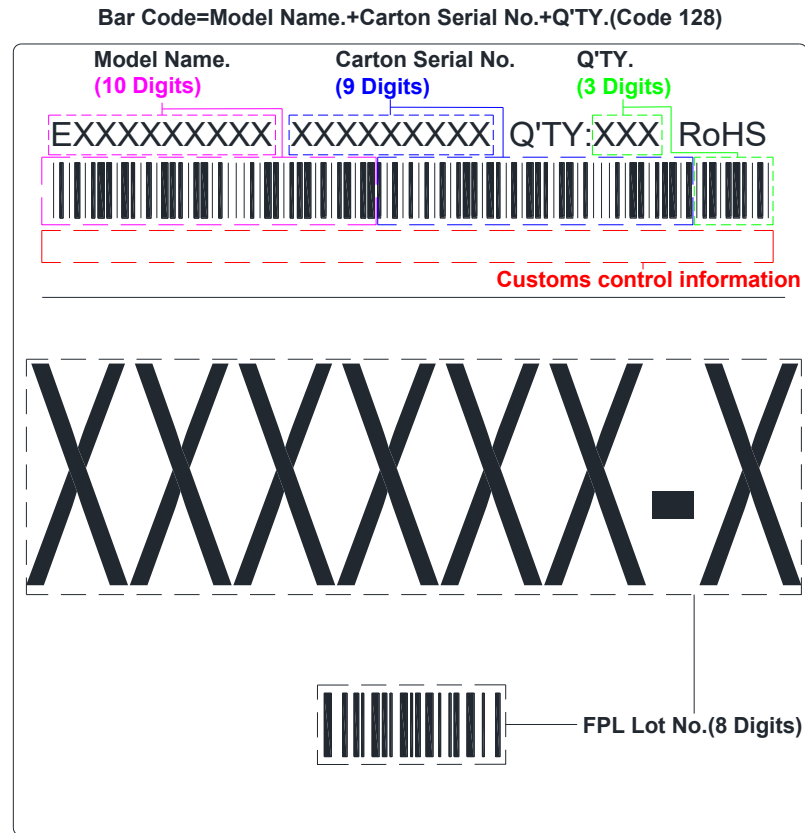 Bar Code=Model Name.+Carton Serial No.+Q'TY.(Code 128)
Model Name. Carton Serial No. Q'TY.
(10 Digits) (9 Digits) (3 Digits)
EXXXXXXXXX XXXXXXXXX Q'TY:XXX RoHS
Customs control information
XXXXXX-X
FPL Lot No.(8 Digits)